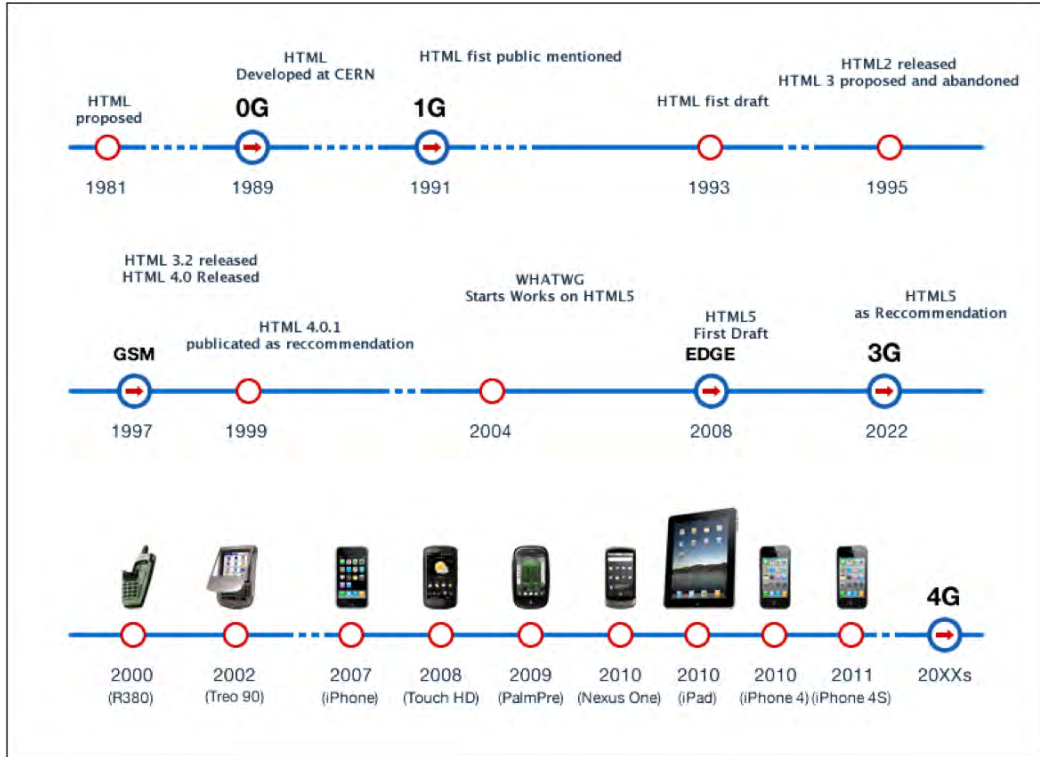 HTML
proposed
HTML
Developed at CERN
0G
HTML fist public mentioned
1G
HTML fist draft
HTML2 released
HTML 3 proposed and abandoned
1981
1989
1991
1993
1995
HTML 3.2 released
HTML 4.0 Released
GSM
HTML 4.0.1
publicated as reccommendation
WHATWG
Starts Works on HTML5
HTML5
First Draft
EDGE
HTML5
as Reccommendation
3G
1997
1999
2004
2008
2022
4G
2000
(R380)
2002
(Treo 90)
2007
(iPhone)
2008
(Touch HD)
2009
(PalmPre)
2010
(Nexus One)
2010
(iPad)
2010
(iPhone 4)
2011
(iPhone 4S)
20XXs